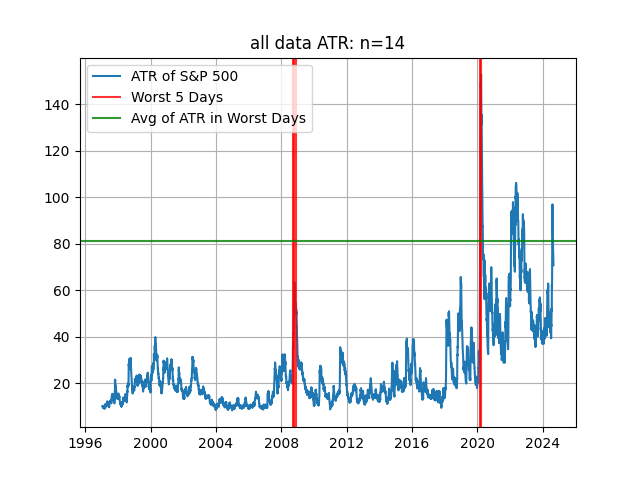 all data ATR: n=14
ATR of S&P 500
Worst 5 Days
Avg of ATR in Worst Days
140
120
100
80
60
40
20
1996 2000 2004 2008 2012 2016 2020 2024